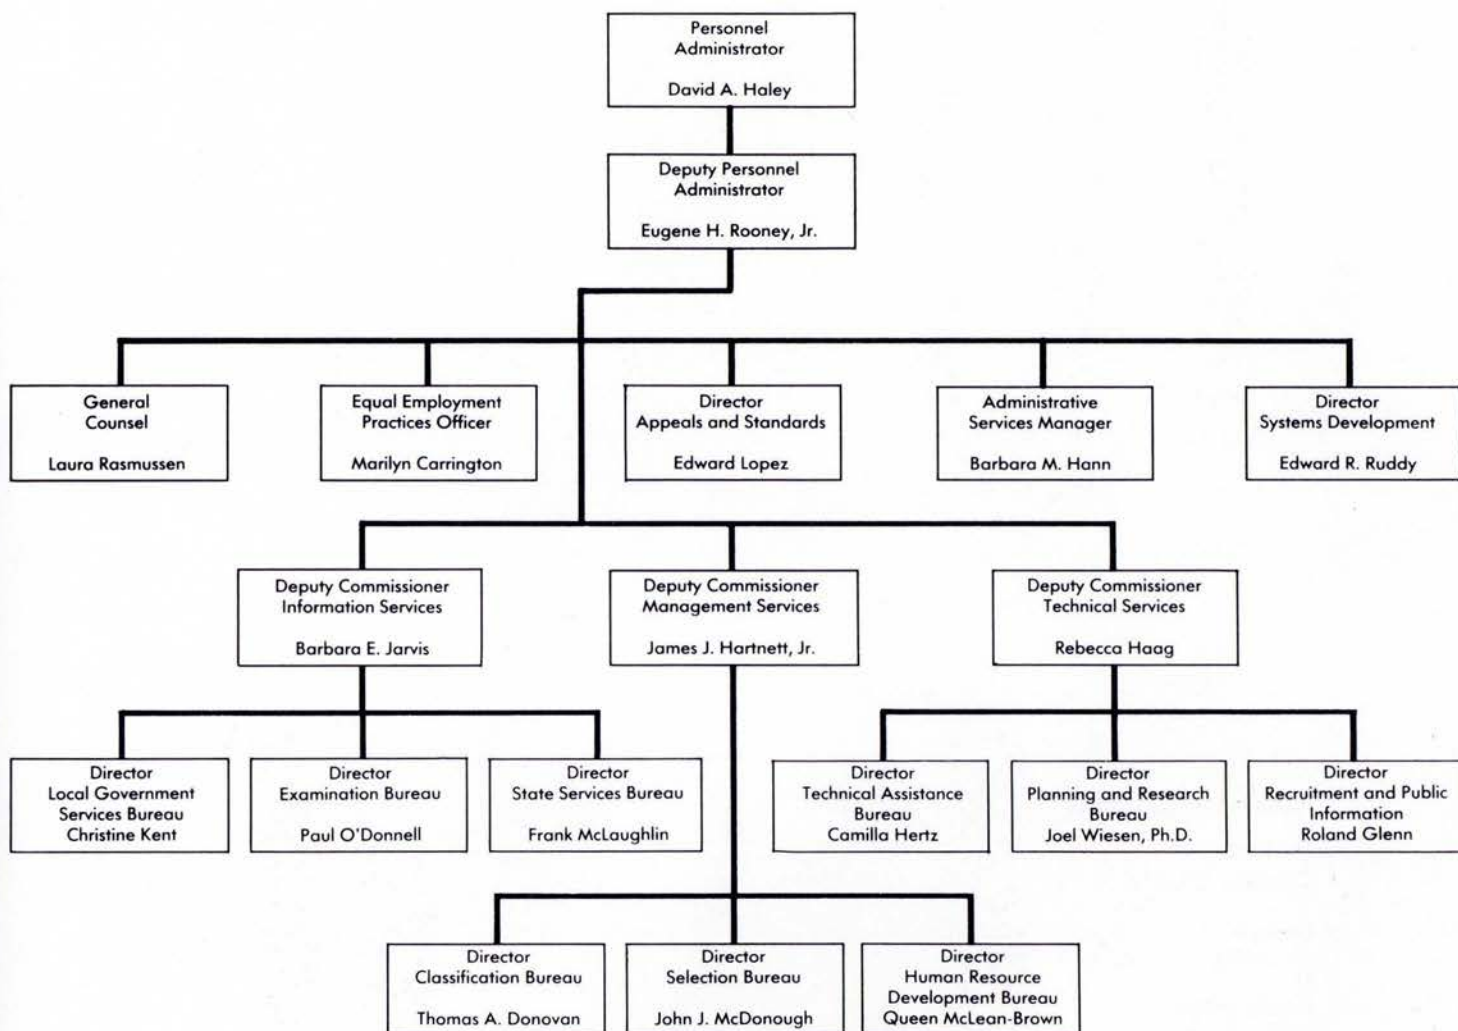 Personnel
Administrator
David A. Haley
Deputy Personnel
Administrator
Eugene H. Rooney, Jr.
General
Counsel
Laura Rasmussen
Equal Employment
Practices Officer
Marilyn Carrington
Director
Appeals and Standards
Edward Lopez
Administrative
Services Manager
Barbara M. Hann
Director
Systems Development
Edward R. Ruddy
Deputy Commissioner
Information Services
Barbara E. Jarvis
Deputy Commissioner
Management Services
James J. Hartnett, Jr.
Deputy Commissioner
Technical Services
Rebecca Haag
Director
Local Government
Services Bureau
Christine Kent
Director
Examination Bureau
Paul O'Donnell
Director
State Services Bureau
Frank McLaughlin
Director
Technical Assistance
Bureau
Camilla Hertz
Director
Planning and Research
Bureau
Joel Wiesen, Ph.D.
Director
Recruitment and Public
Information
Roland Glenn
Director
Classification Bureau
Thomas A. Donovan
Director
Selection Bureau
John J. McDonough
Director
Human Resource
Development Bureau
Queen McLean-Brown